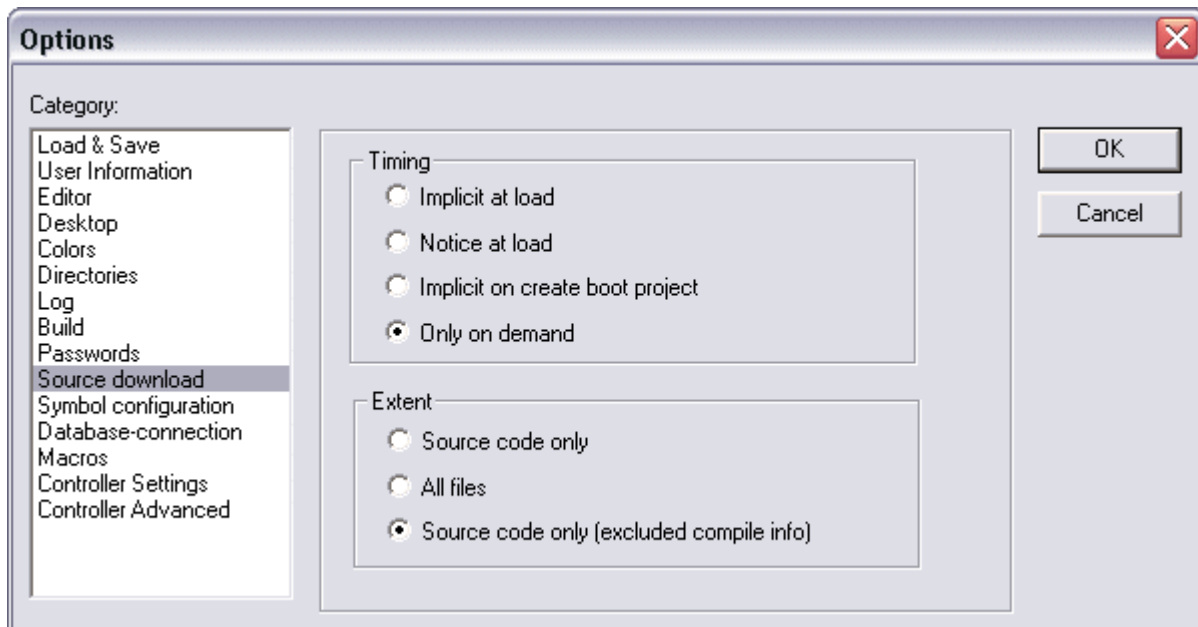 Options
Category:
Load & Save
User Information
Editor
Desktop
Colors
Directories
Log
Build
Passwords
Source download
Symbol configuration
Database-connection
Macros
Controller Settings
Controller Advanced
Timing
Implicit at load
Notice at load
Implicit on create boot project
Only on demand
Extent
Source code only
All files
Source code only (excluded compile info)
OK
Cancel